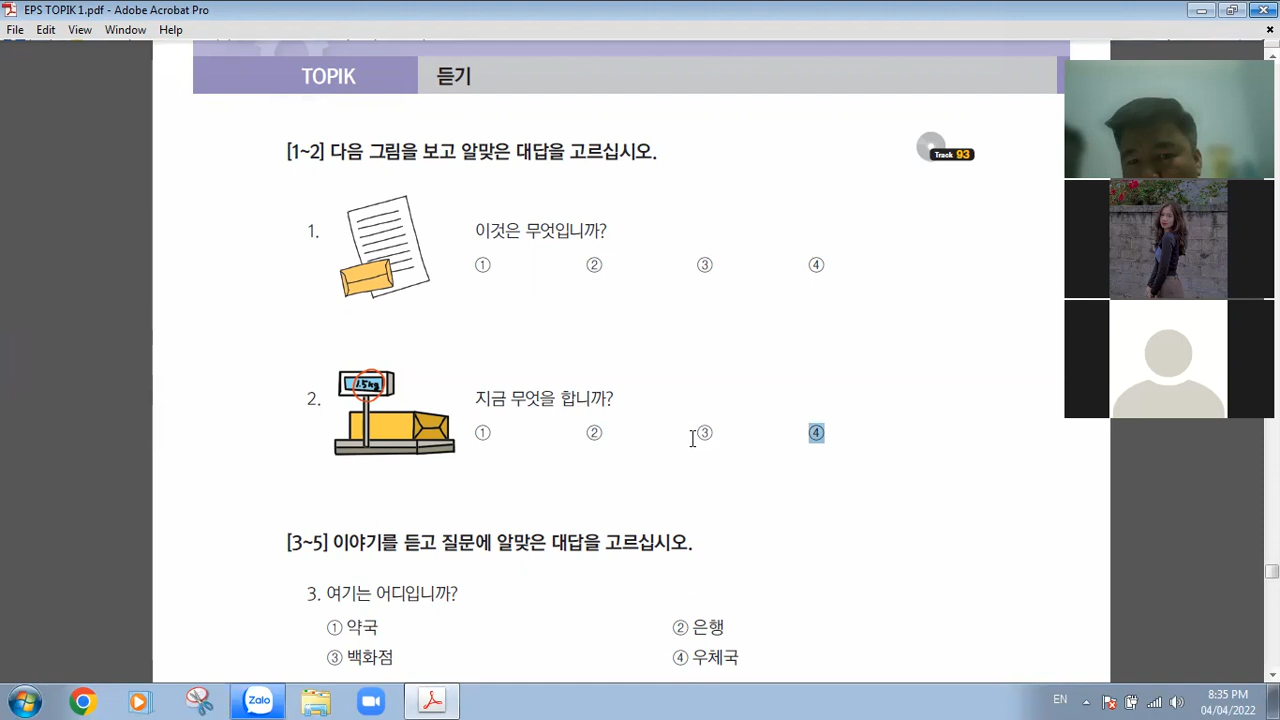 EPS TOPIK 1.pdf - Adobe Acrobat Pro
File Edit View Window Help
TOPIK 듣기
[1~2] 다음 그림을 보고 알맞은 대답을 고르십시오.
Track 93
1. 이것은 무엇입니까?
① ② ③ ④
1.5kg
2. 지금 무엇을 합니까?
① ② ③ ④
[3~5] 이야기를 듣고 질문에 알맞은 대답을 고르십시오.
3. 여기는 어디입니까?
① 약국 ② 은행
③ 백화점 ④ 우체국
Zalo
EN
8:35 PM
04/04/2022